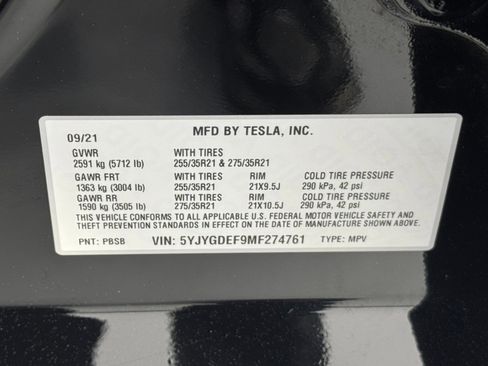 09/21 MFD BY TESLA, INC.
GVWR WITH TIRES
2591 kg (5712 lb) 255/35R21 & 275/35R21
GAWR FRT WITH TIRES RIM COLD TIRE PRESSURE
1363 kg (3004 lb) 255/35R21 21X9.5J 290 kPa, 42 psi
GAWR RR WITH TIRES RIM COLD TIRE PRESSURE
1590 kg (3505 lb) 275/35R21 21X10.5J 290 kPa, 42 psi
THIS VEHICLE CONFORMS TO ALL APPLICABLE U.S. FEDERAL MOTOR VEHICLE SAFETY AND
THEFT PREVENTION STANDARDS IN EFFECT ON THE DATE OF MANUFACTURE SHOWN ABOVE.
PNT: PBSB VIN: 5YJYGDEF9MF274761 TYPE: MPV